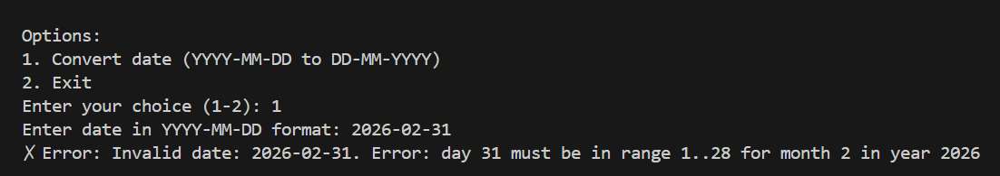 Options:
1. Convert date (YYYY-MM-DD to DD-MM-YYYY)
2. Exit
Enter your choice (1-2): 1
Enter date in YYYY-MM-DD format: 2026-02-31
✗ Error: Invalid date: 2026-02-31. Error: day 31 must be in range 1..28 for month 2 in year 2026